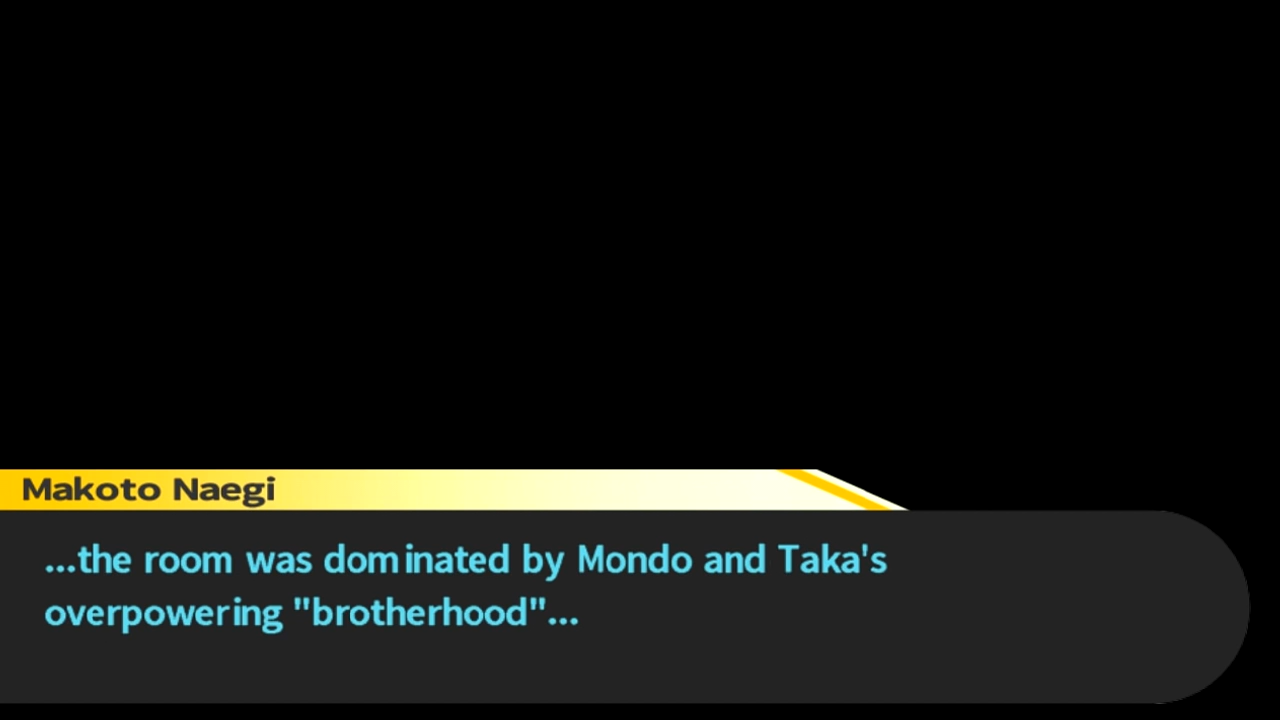 Makoto Naegi
...the room was dominated by Mondo and Taka's
overpowering "brotherhood"...